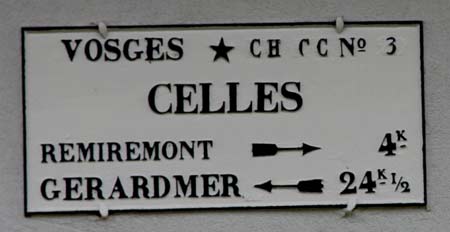 VOSGES ★ CH CC No 3
CELLES
REMIREMONT → 4K
GERARDMER ← 24K 1/2